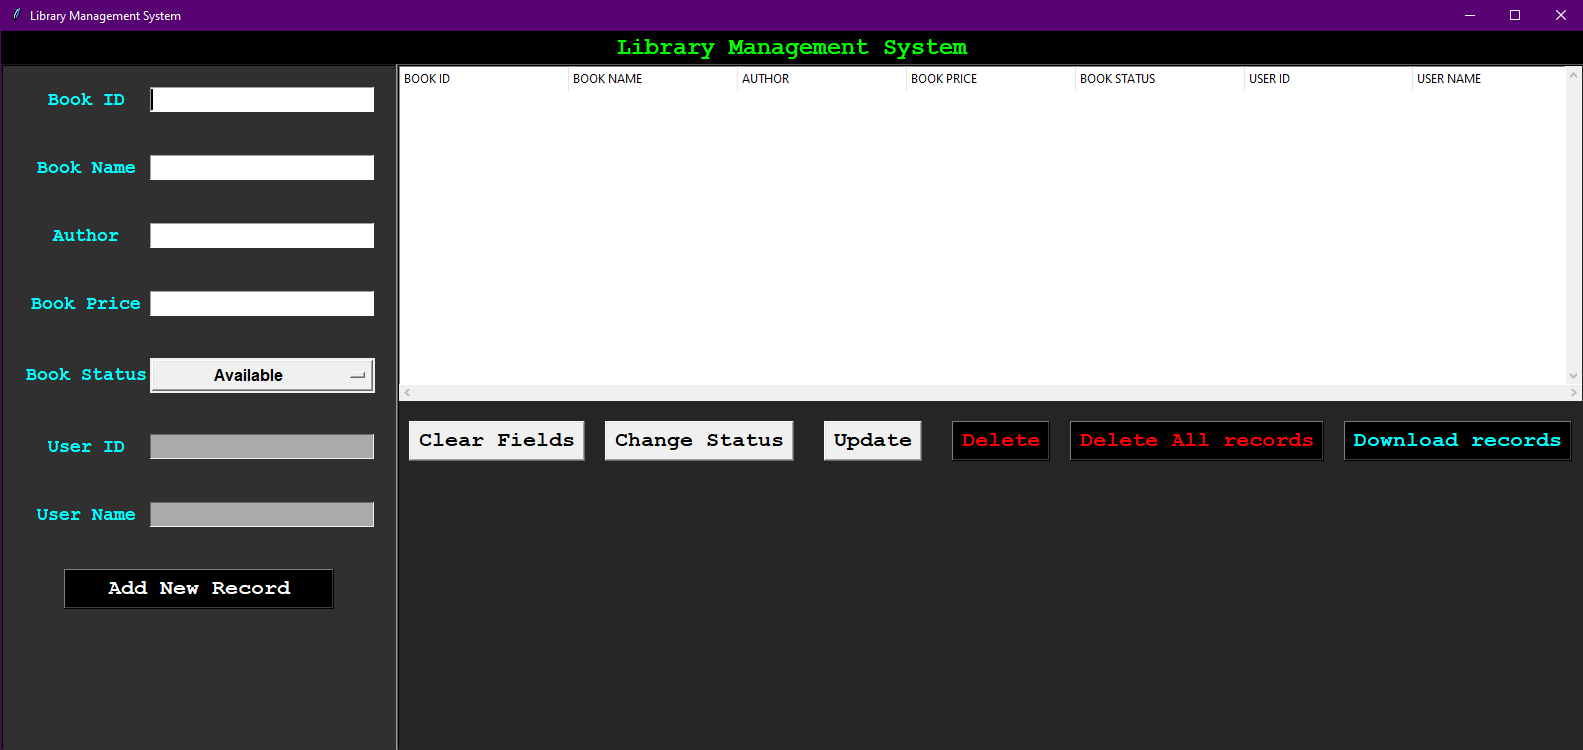 Library Management System
Library Management System
Book ID
Book Name
Author
Book Price
Book Status Available
User ID
User Name
Add New Record
BOOK ID BOOK NAME AUTHOR BOOK PRICE BOOK STATUS USER ID USER NAME
Clear Fields Change Status Update Delete Delete All records Download records